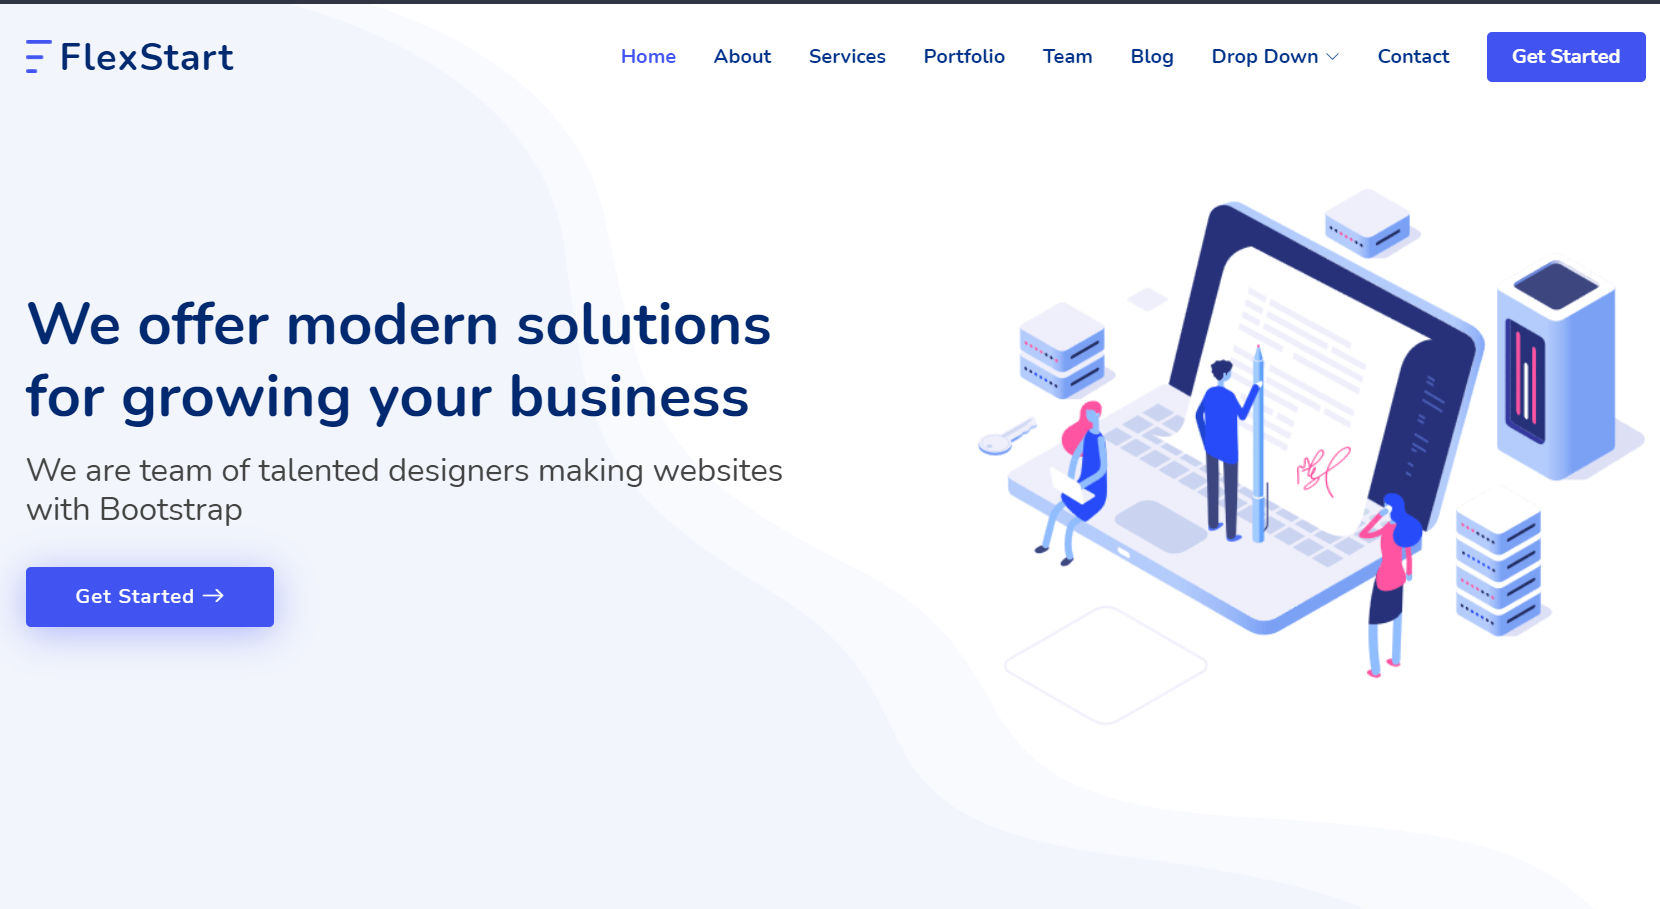 FlexStart
Home About Services Portfolio Team Blog Drop Down Contact Get Started
We offer modern solutions
for growing your business
We are team of talented designers making websites
with Bootstrap
Get Started →